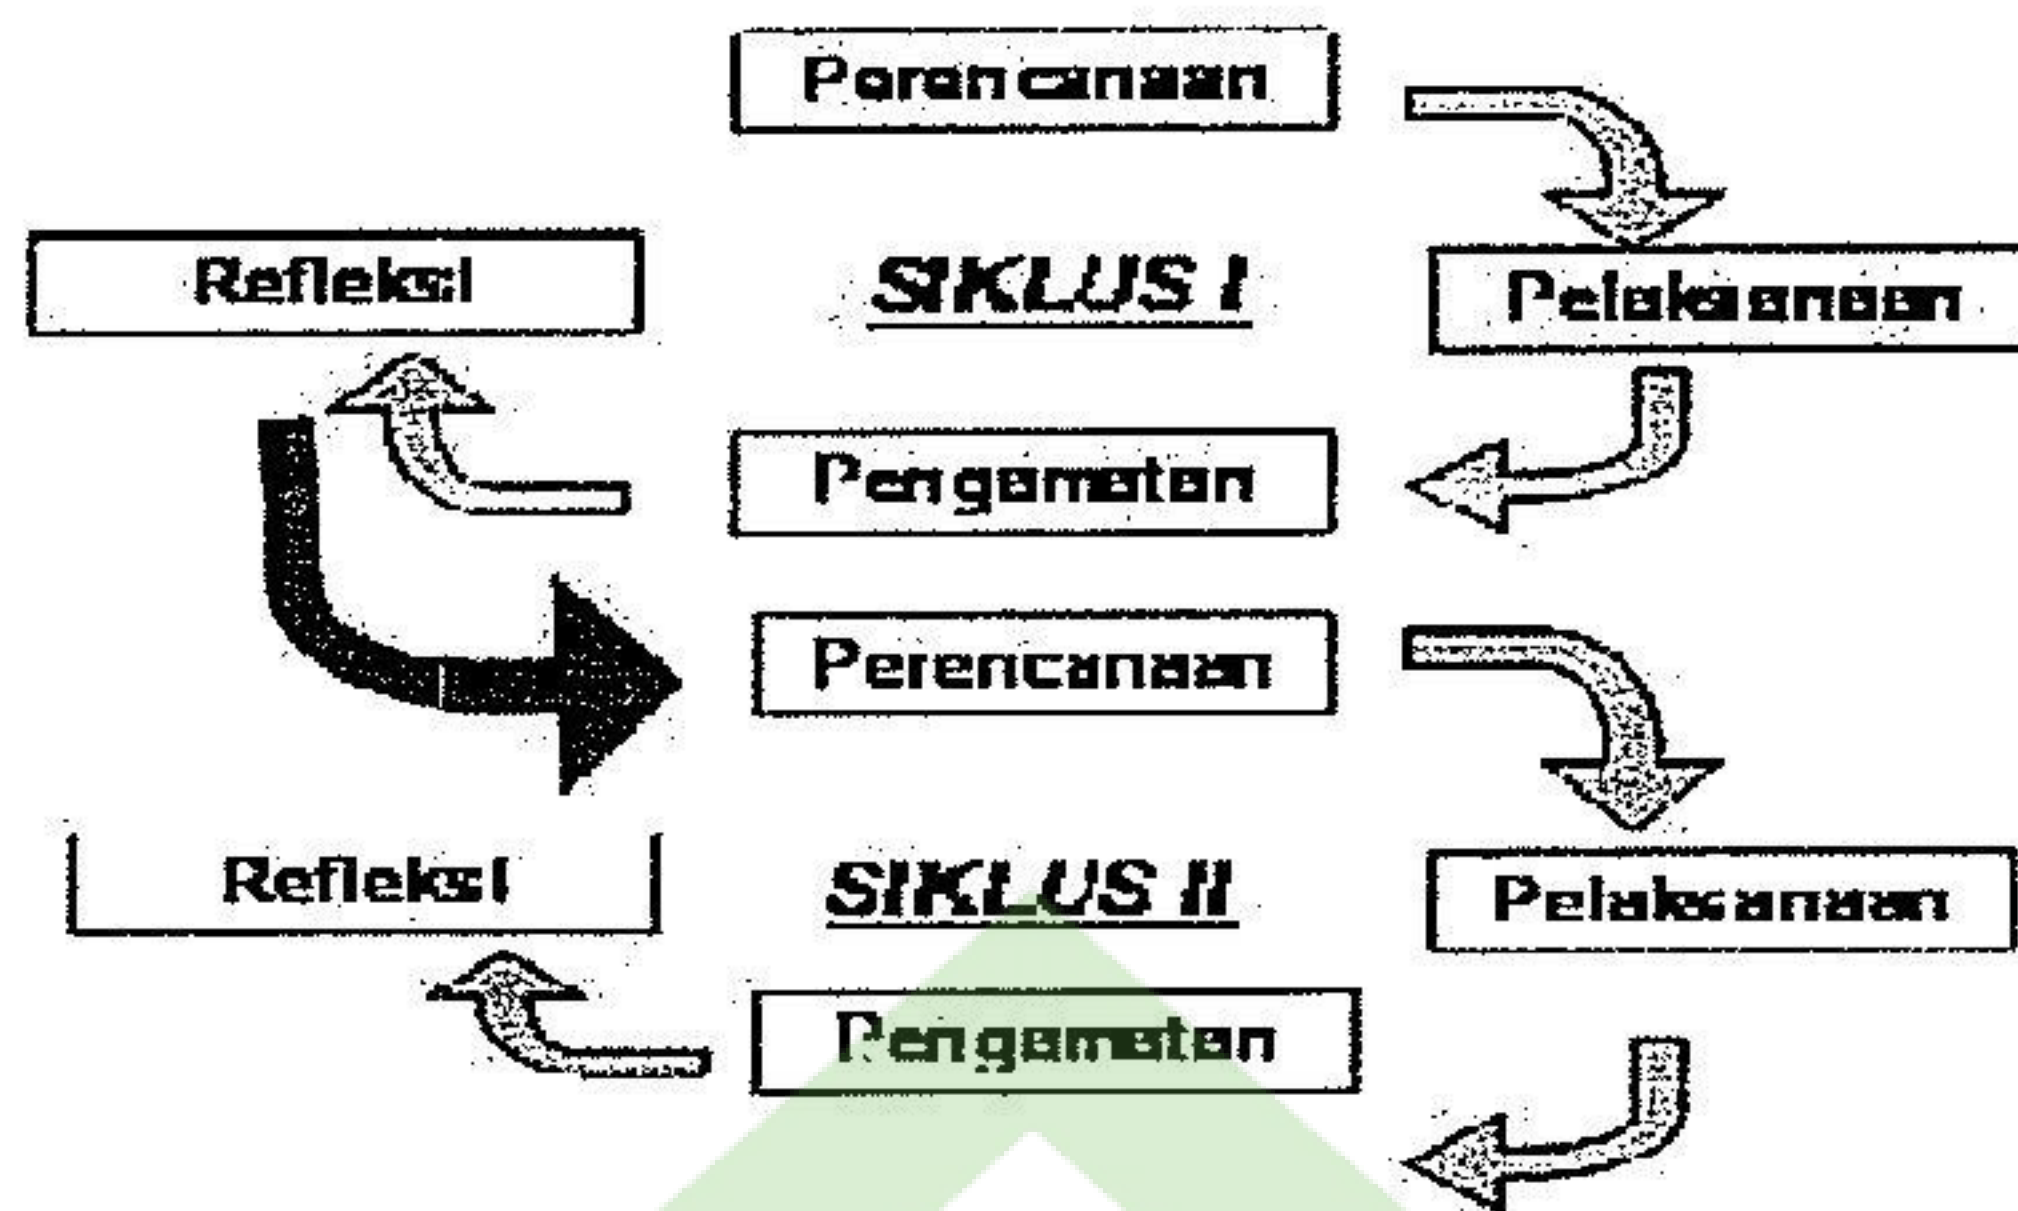 Perencanaan
Refleksi
SIKLUS I
Pelaksanaan
Pengamatan
Perencanaan
Refleksi
SIKLUS II
Pelaksanaan
Pengamatan